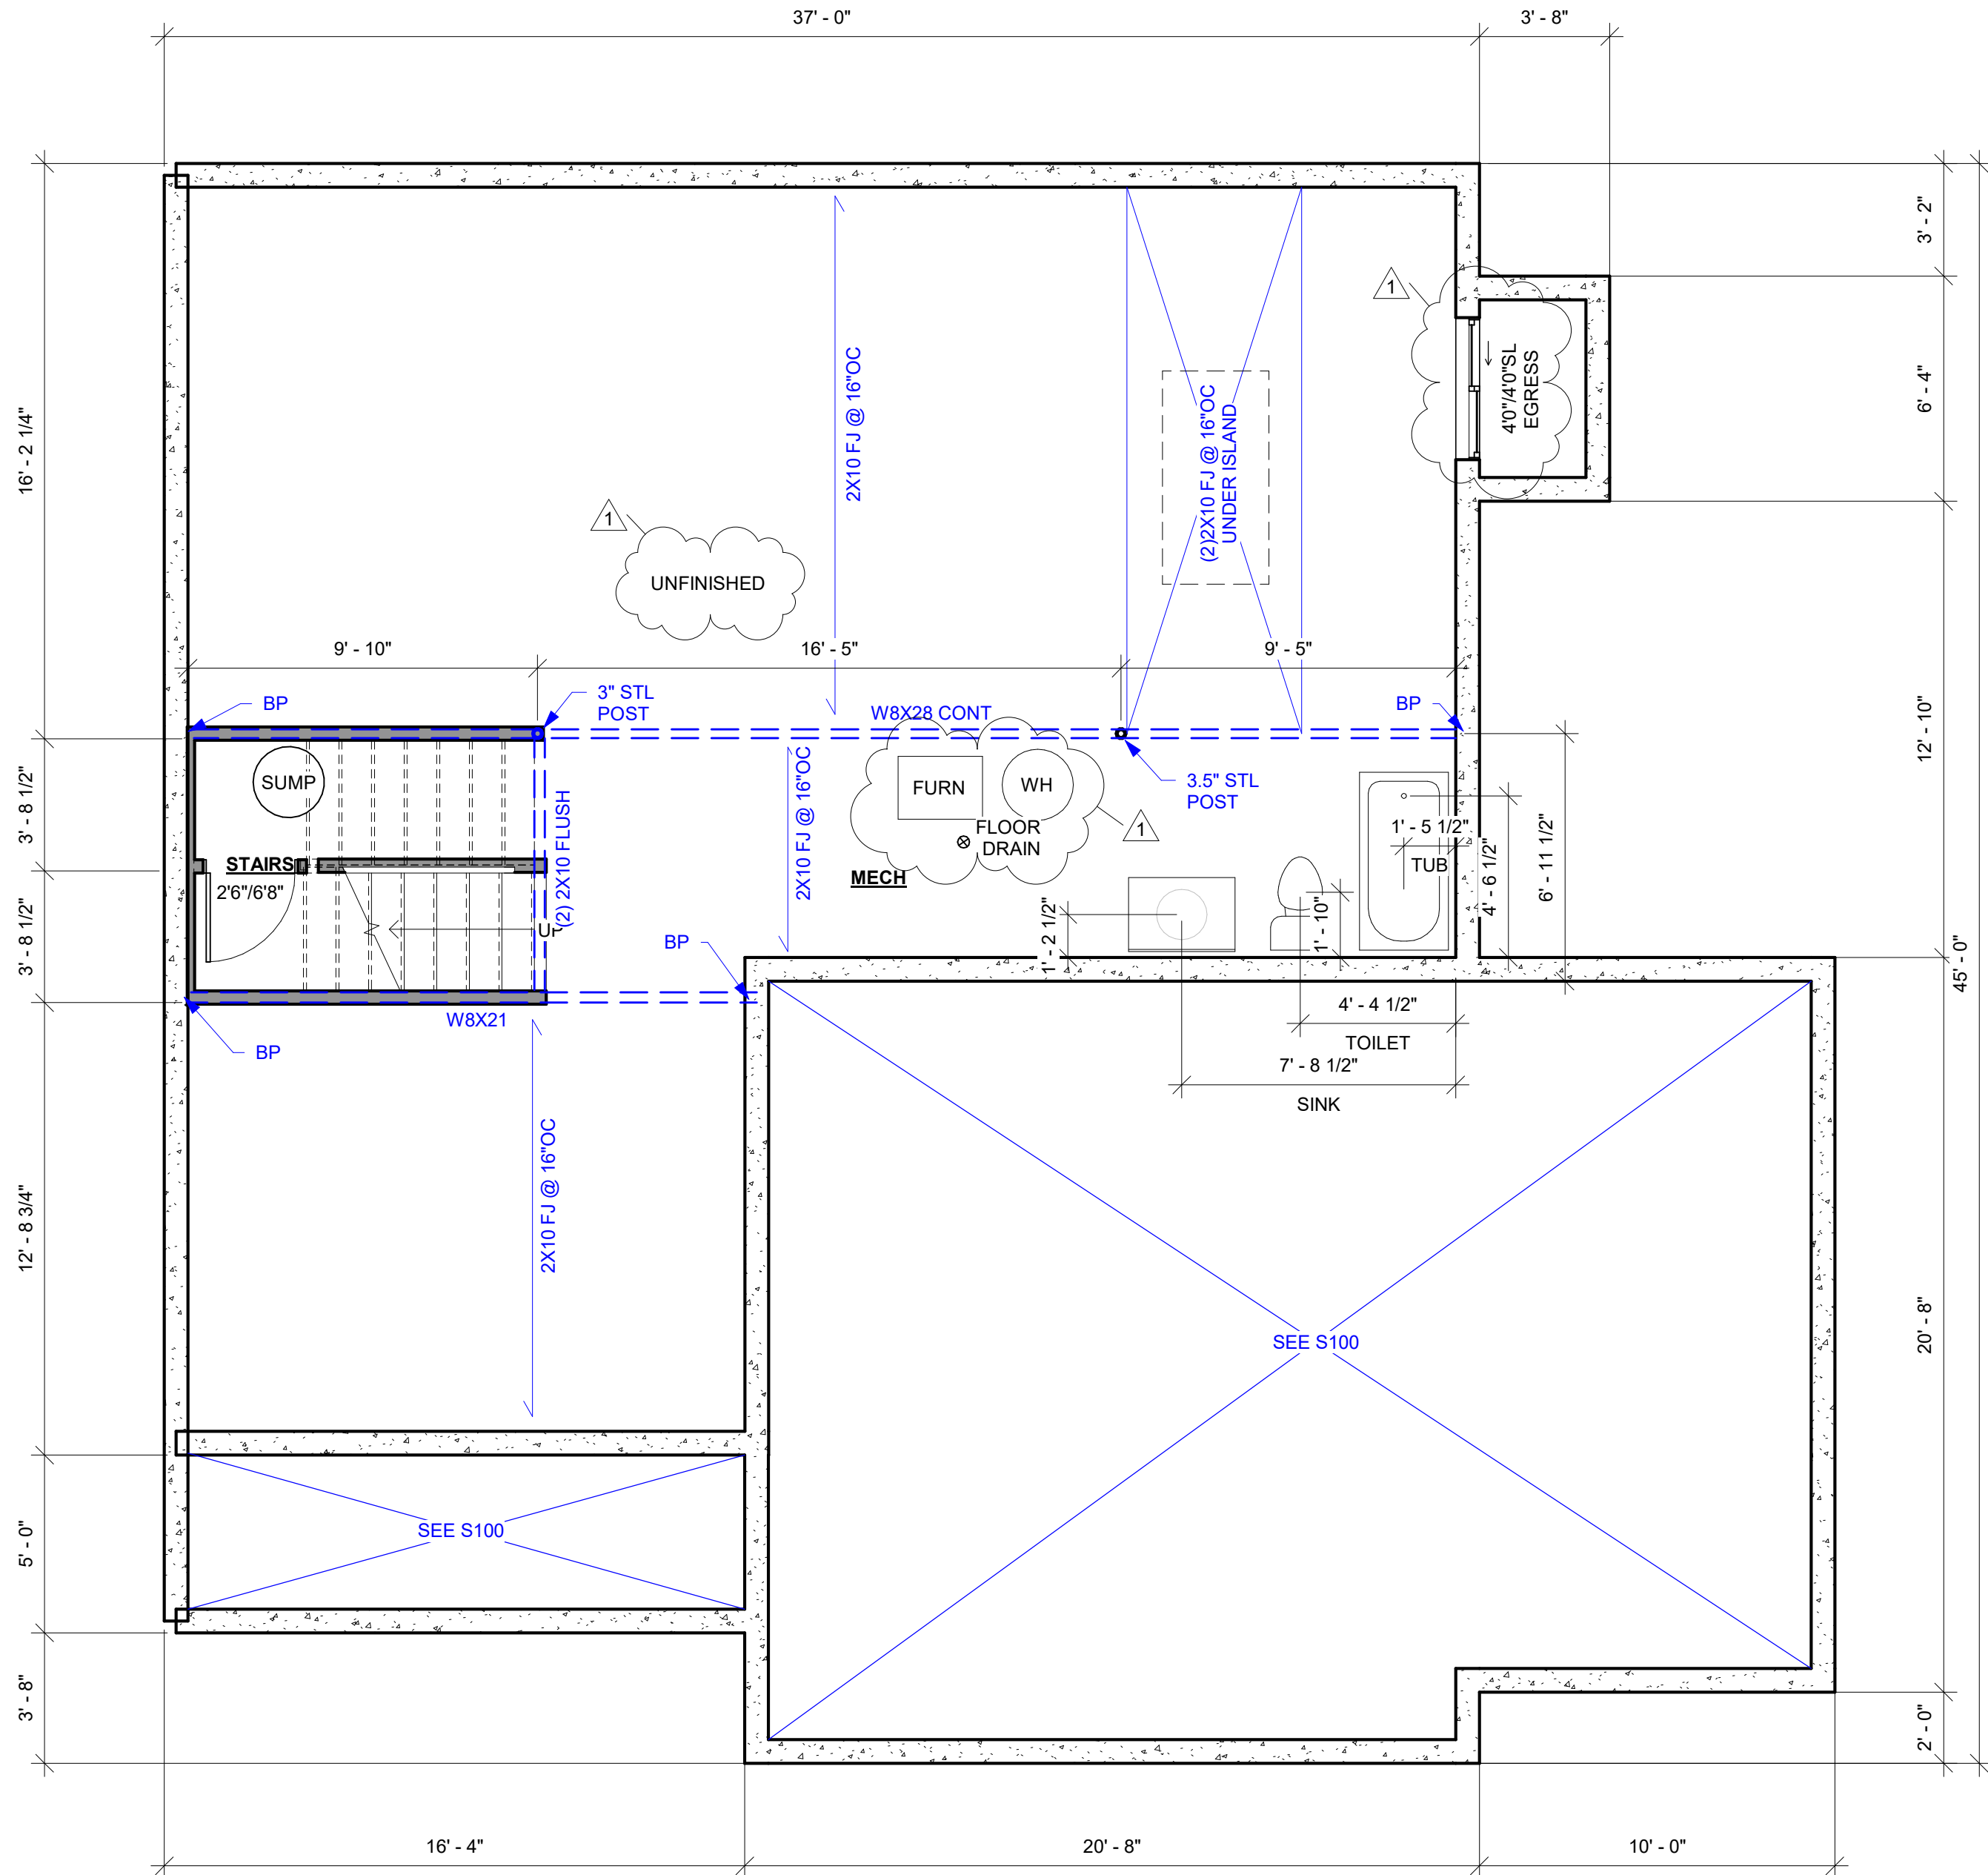 37' - 0"
3' - 8"
3' - 2"
16' - 2 1/4"
2X10 FJ @ 16"OC
(2)2X10 FJ @ 16"OC
UNDER ISLAND
1
4'0"/4'0"SL
EGRESS
6' - 4"
1
UNFINISHED
9' - 10"
16' - 5"
9' - 5"
BP
3" STL
POST
W8X28 CONT
BP
12' - 10"
3' - 8 1/2"
SUMP
(2) 2X10 FLUSH
2X10 FJ @ 16"OC
FURN
WH
3.5" STL
POST
FLOOR
DRAIN
1
1' - 5 1/2"
TUB
4' - 6 1/2"
6' - 11 1/2"
STAIRS
2'6"/6'8"
MECH
UP
3' - 8 1/2"
BP
1' - 2 1/2"
1' - 10"
45' - 0"
W8X21
BP
4' - 4 1/2"
TOILET
7' - 8 1/2"
SINK
12' - 8 3/4"
2X10 FJ @ 16"OC
SEE S100
20' - 8"
5' - 0"
SEE S100
3' - 8"
2' - 0"
16' - 4"
20' - 8"
10' - 0"